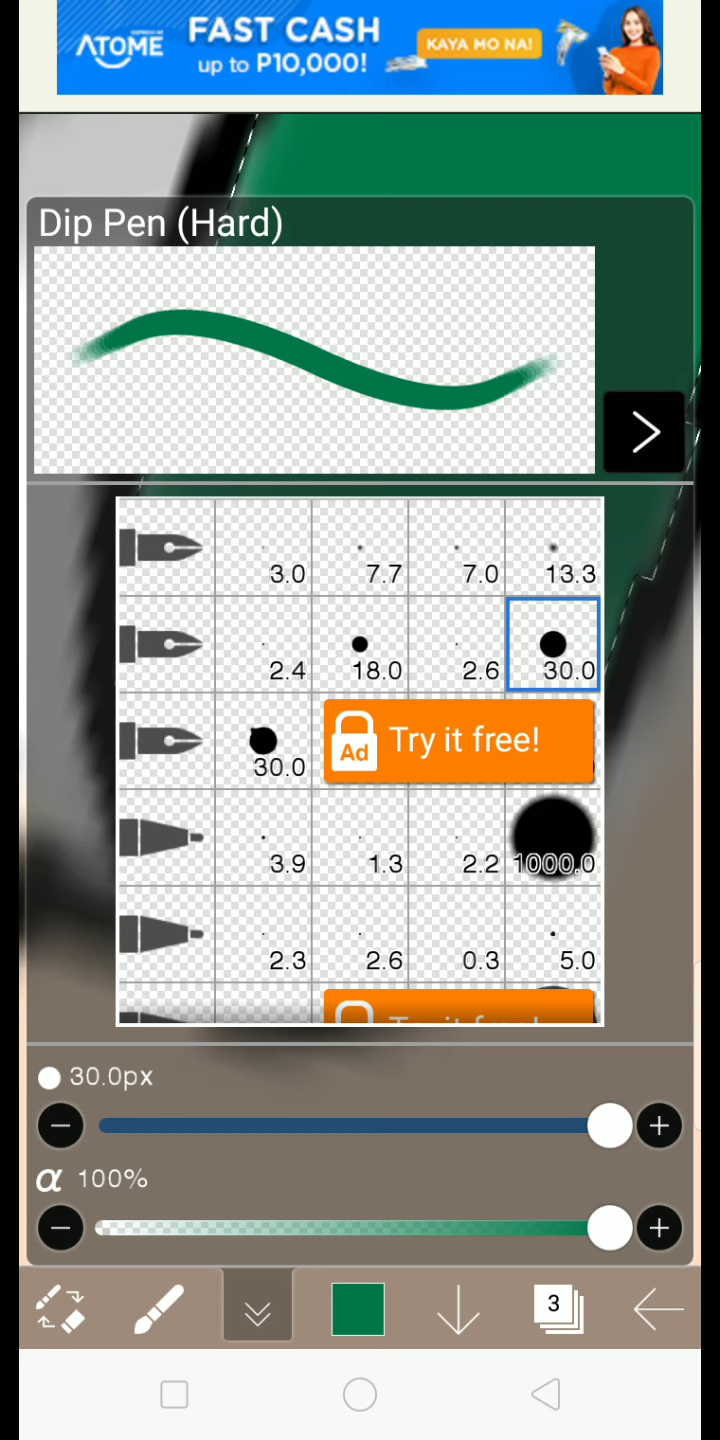 ATOME
FAST CASH
up to P10,000!
KAYA MO NA!
Dip Pen (Hard)
3.0 7.7 7.0 13.3
2.4 18.0 2.6 30.0
30.0 Ad Try it free!
3.9 1.3 2.2 1000.0
2.3 2.6 0.3 5.0
30.0px
α 100%
3